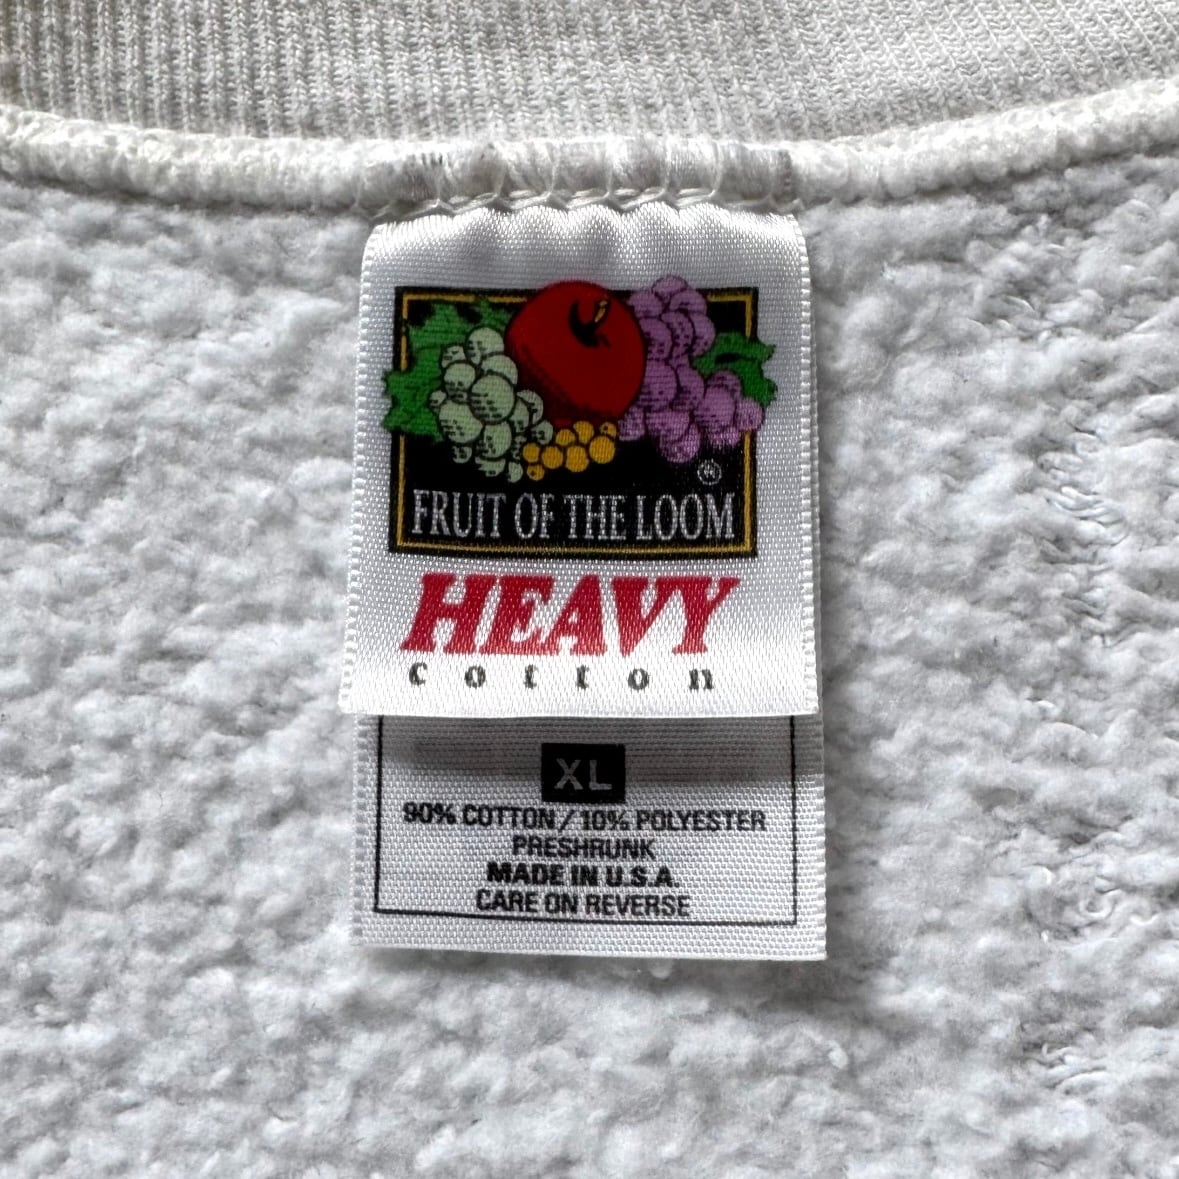 ®
FRUIT OF THE LOOM
HEAVY
cotton
XL
90% COTTON/10% POLYESTER
PRESHRUNK
MADE IN U.S.A.
CARE ON REVERSE